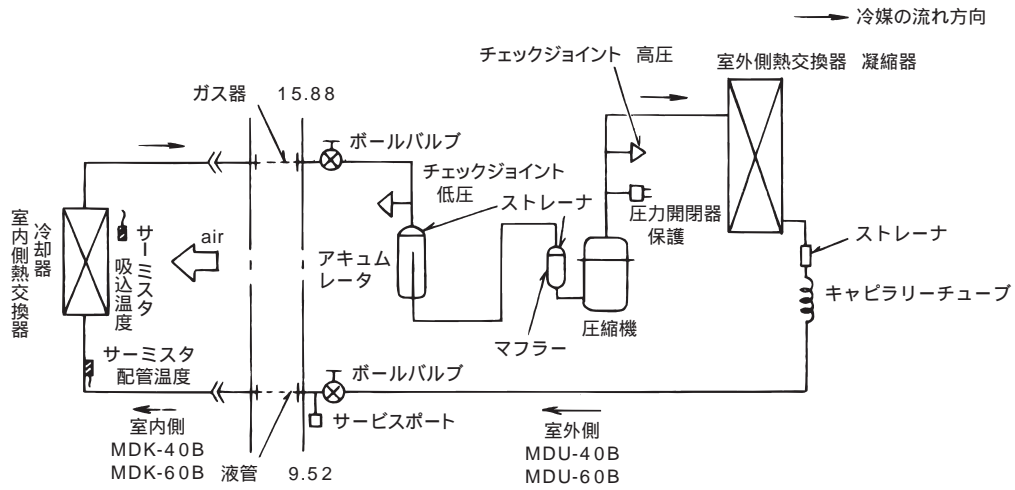 冷媒の流れ方向
チェックジョイント 高圧
室外側熱交換器 凝縮器
ガス器 15.88
ボールバルブ
チェックジョイント
低圧
ストレーナ
圧力開閉器
保護
ストレーナ
冷却器
室内側熱交換器
サーミスタ
吸込温度
air
アキュム
レータ
キャピラリーチューブ
圧縮機
マフラー
サーミスタ
配管温度
ボールバルブ
サービスポート
室内側
MDK-40B
MDK-60B
液管 9.52
室外側
MDU-40B
MDU-60B